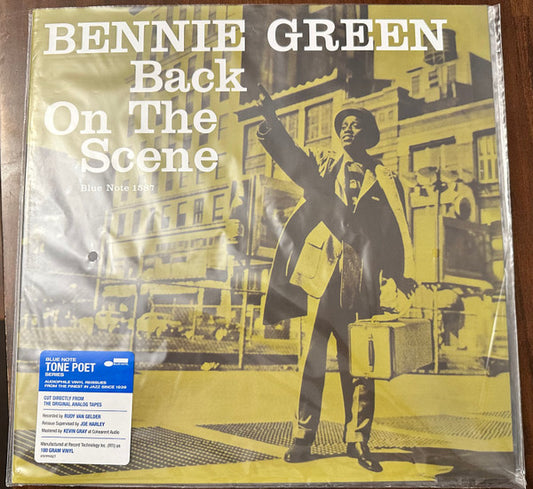 BENNIE GREEN
Back
On The
Scene
Blue Note 1587
BLUE NOTE
TONE POET
SERIES
AUDIOPHILE VINYL REISSUES
FROM THE FINEST IN JAZZ SINCE 1939
CUT DIRECTLY FROM
THE ORIGINAL ANALOG TAPES
Recorded by RUDY VAN GELDER
Reissue Supervised by JOE HARLEY
Mastered by KEVIN GRAY at Cohearent Audio
Manufactured at Record Technology Inc. (RTI) on
180 GRAM VINYL